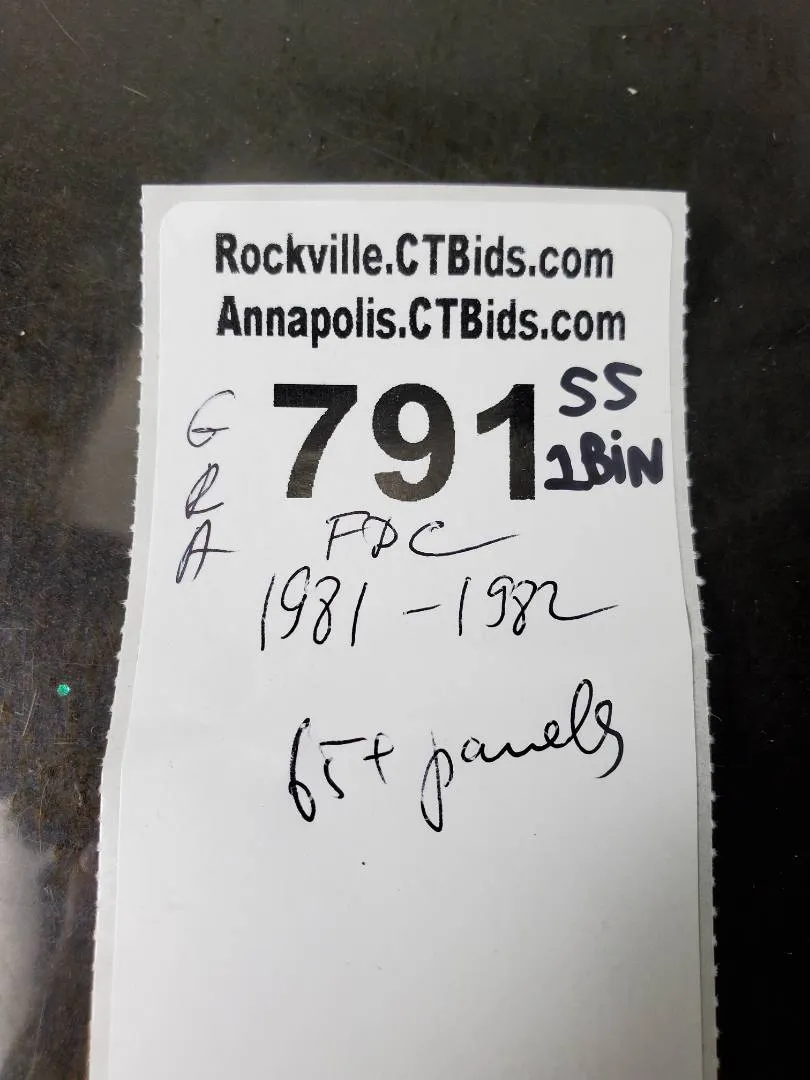 Rockville.CTBids.com
Annapolis.CTBids.com
791
SS
1BiN
G
R
A
FDC
1981-1982
65+ panels